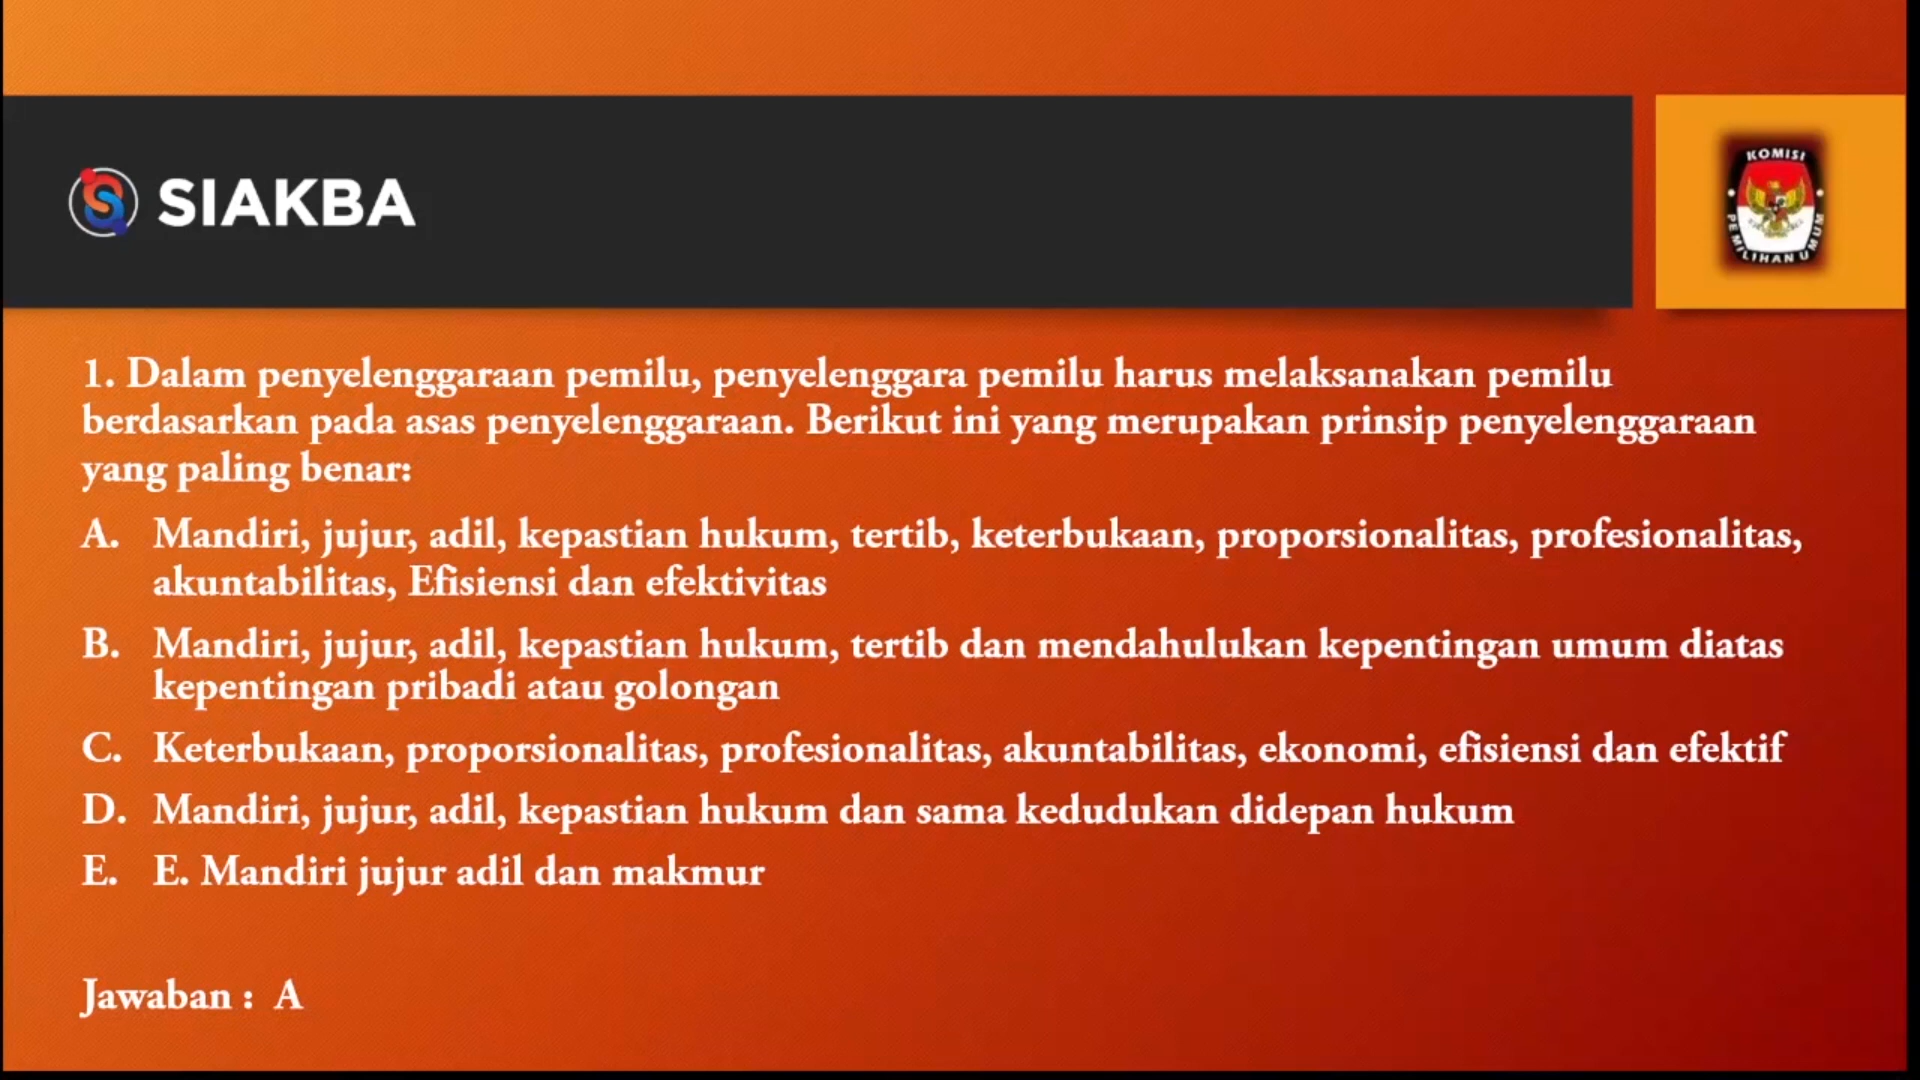 SIAKBA
KOMISI
PEMILIHAN UMUM
1. Dalam penyelenggaraan pemilu, penyelenggara pemilu harus melaksanakan pemilu
berdasarkan pada asas penyelenggaraan. Berikut ini yang merupakan prinsip penyelenggaraan
yang paling benar:
A. Mandiri, jujur, adil, kepastian hukum, tertib, keterbukaan, proporsionalitas, profesionalitas,
akuntabilitas, Efisiensi dan efektivitas
B. Mandiri, jujur, adil, kepastian hukum, tertib dan mendahulukan kepentingan umum diatas
kepentingan pribadi atau golongan
C. Keterbukaan, proporsionalitas, profesionalitas, akuntabilitas, ekonomi, efisiensi dan efektif
D. Mandiri, jujur, adil, kepastian hukum dan sama kedudukan didepan hukum
E. E. Mandiri jujur adil dan makmur
Jawaban : A